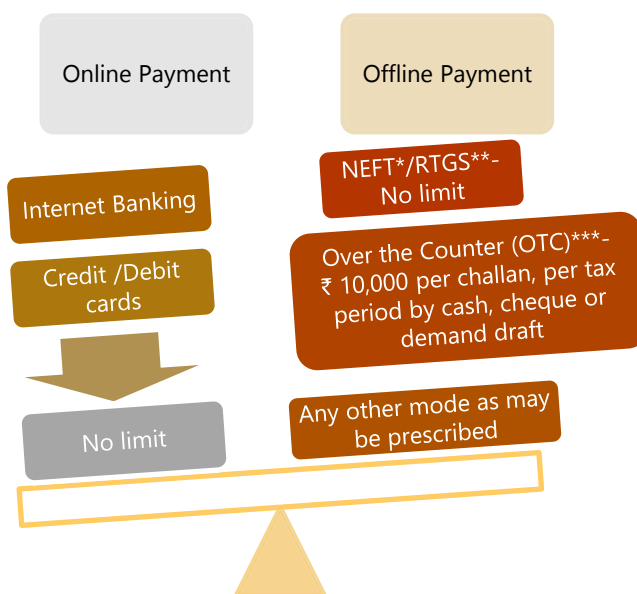 Online Payment
Offline Payment
Internet Banking
Credit /Debit
cards
No limit
NEFT*/RTGS**-
No limit
Over the Counter (OTC)***-
₹ 10,000 per challan, per tax
period by cash, cheque or
demand draft
Any other mode as may
be prescribed